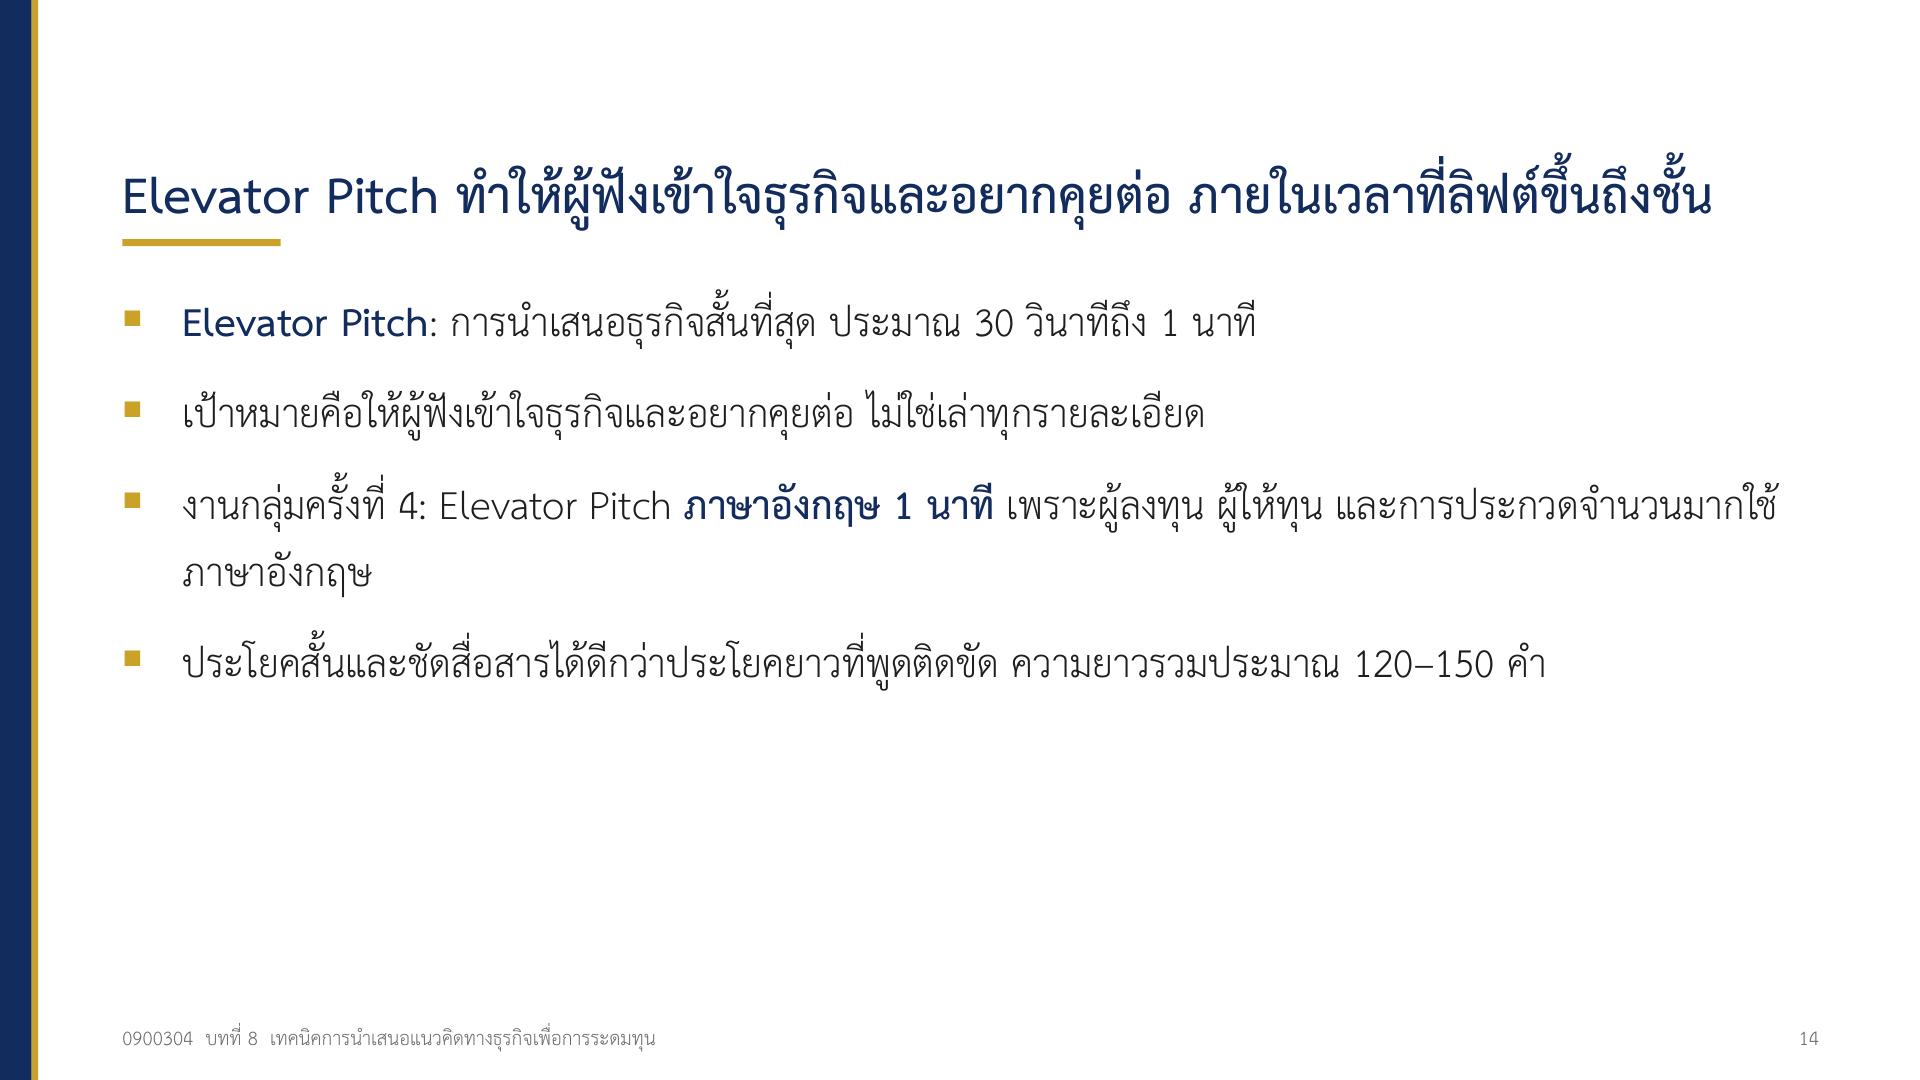 Elevator Pitch ทำให้ผู้ฟังเข้าใจธุรกิจและอยากคุยต่อ ภายในเวลาที่ลิฟต์ขึ้นถึงชั้น
Elevator Pitch: การนำเสนอธุรกิจสั้นที่สุด ประมาณ 30 วินาทีถึง 1 นาที
เป้าหมายคือให้ผู้ฟังเข้าใจธุรกิจและอยากคุยต่อ ไม่ใช่เล่าทุกรายละเอียด
งานกลุ่มครั้งที่ 4: Elevator Pitch ภาษาอังกฤษ 1 นาที เพราะผู้ลงทุน ผู้ให้ทุน และการประกวดจำนวนมากใช้
ภาษาอังกฤษ
ประโยคสั้นและชัดสื่อสารได้ดีกว่าประโยคยาวที่พูดติดขัด ความยาวรวมประมาณ 120–150 คำ
0900304 บทที่ 8 เทคนิคการนำเสนอแนวคิดทางธุรกิจเพื่อการระดมทุน
14